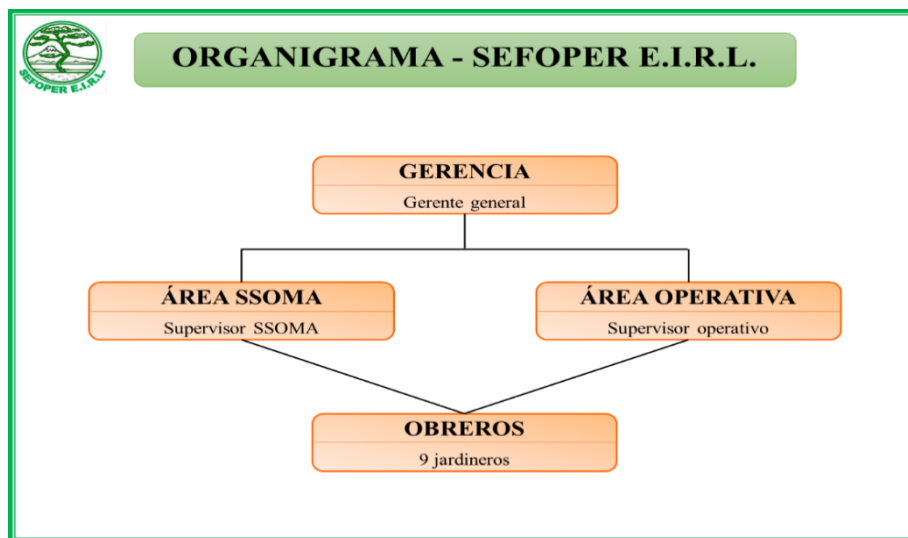 SEFOPER E.I.R.L.
ORGANIGRAMA - SEFOPER E.I.R.L.
GERENCIA
Gerente general
ÁREA SSOMA
Supervisor SSOMA
ÁREA OPERATIVA
Supervisor operativo
OBREROS
9 jardineros